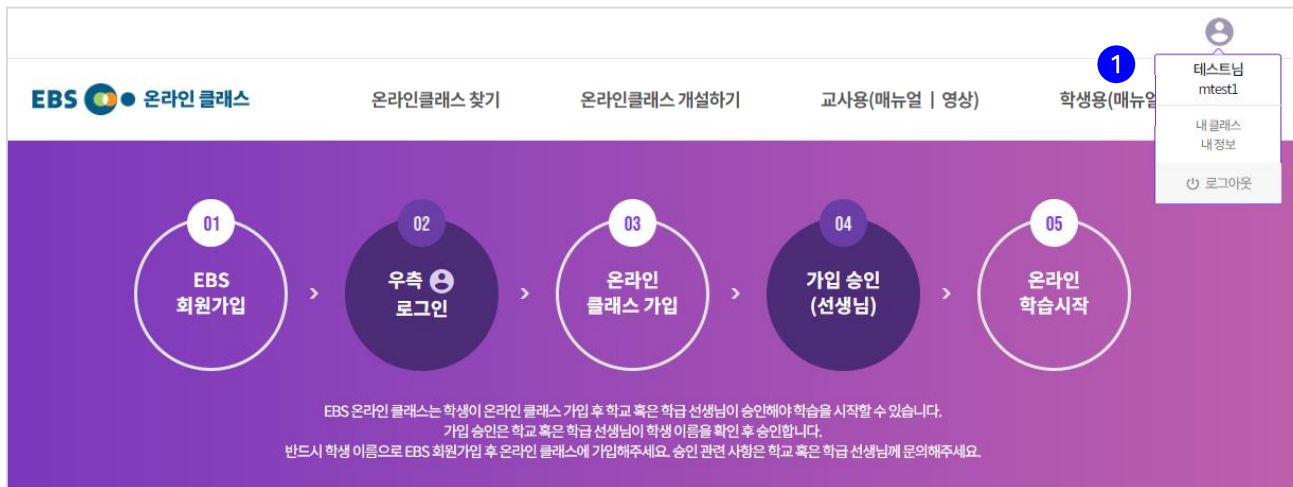 1
테스트님
mtest1
EBS 온라인 클래스
온라인클래스 찾기
온라인클래스 개설하기
교사용(매뉴얼 | 영상)
학생용(매뉴얼
내 클래스
내 정보
로그아웃
01
EBS
회원가입
02
우측
로그인
03
온라인
클래스 가입
04
가입 승인
(선생님)
05
온라인
학습시작
EBS 온라인 클래스는 학생이 온라인 클래스 가입 후 학교 혹은 학급 선생님이 승인해야 학습을 시작할 수 있습니다.
가입 승인은 학교 혹은 학급 선생님이 학생 이름을 확인 후 승인합니다.
반드시 학생 이름으로 EBS 회원가입 후 온라인 클래스에 가입해주세요. 승인 관련 사항은 학교 혹은 학급 선생님께 문의해주세요.